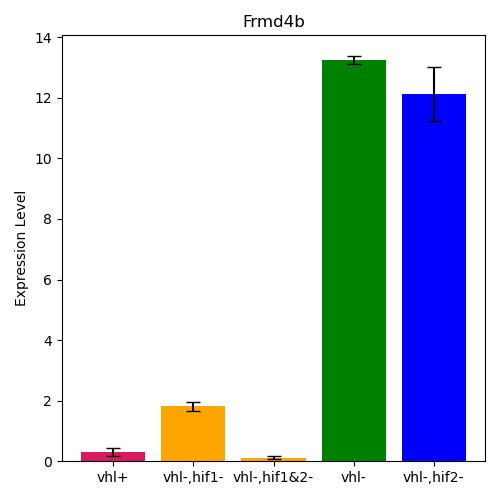 Frmd4b
Expression Level
14
12
10
8
6
4
2
0
vhl+
vhl-,hif1-
vhl-,hif1&2-
vhl-
vhl-,hif2-